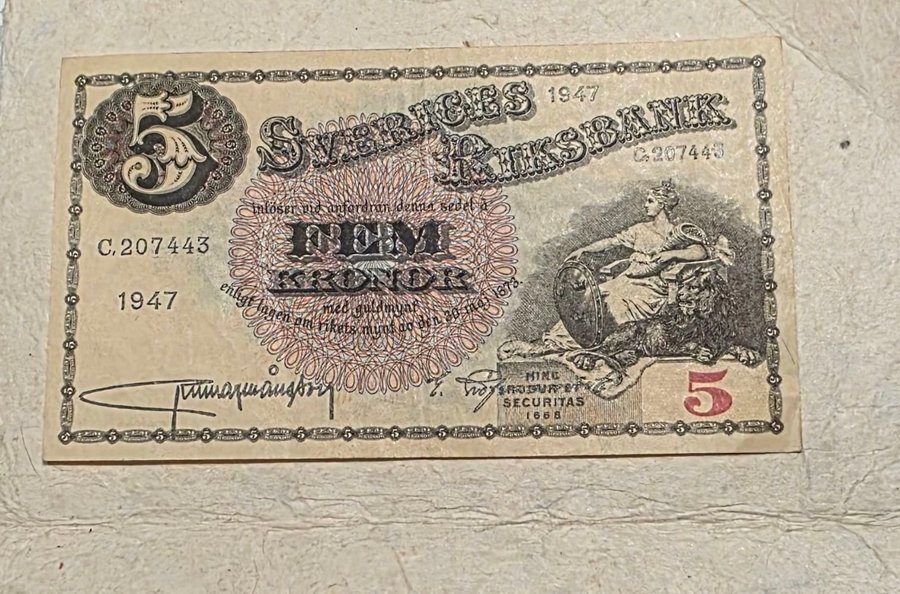 5
SVERIGES 1947
RIKSBANK
C.207443
inlöser vid anfordran denna sedel å
FEM
KRONOR
med guldmynt
enligt lagen om rikets mynt av den 30 maj 1873.
C.207443
1947
HINC
ROBUR ET
SECURITAS
1668
5